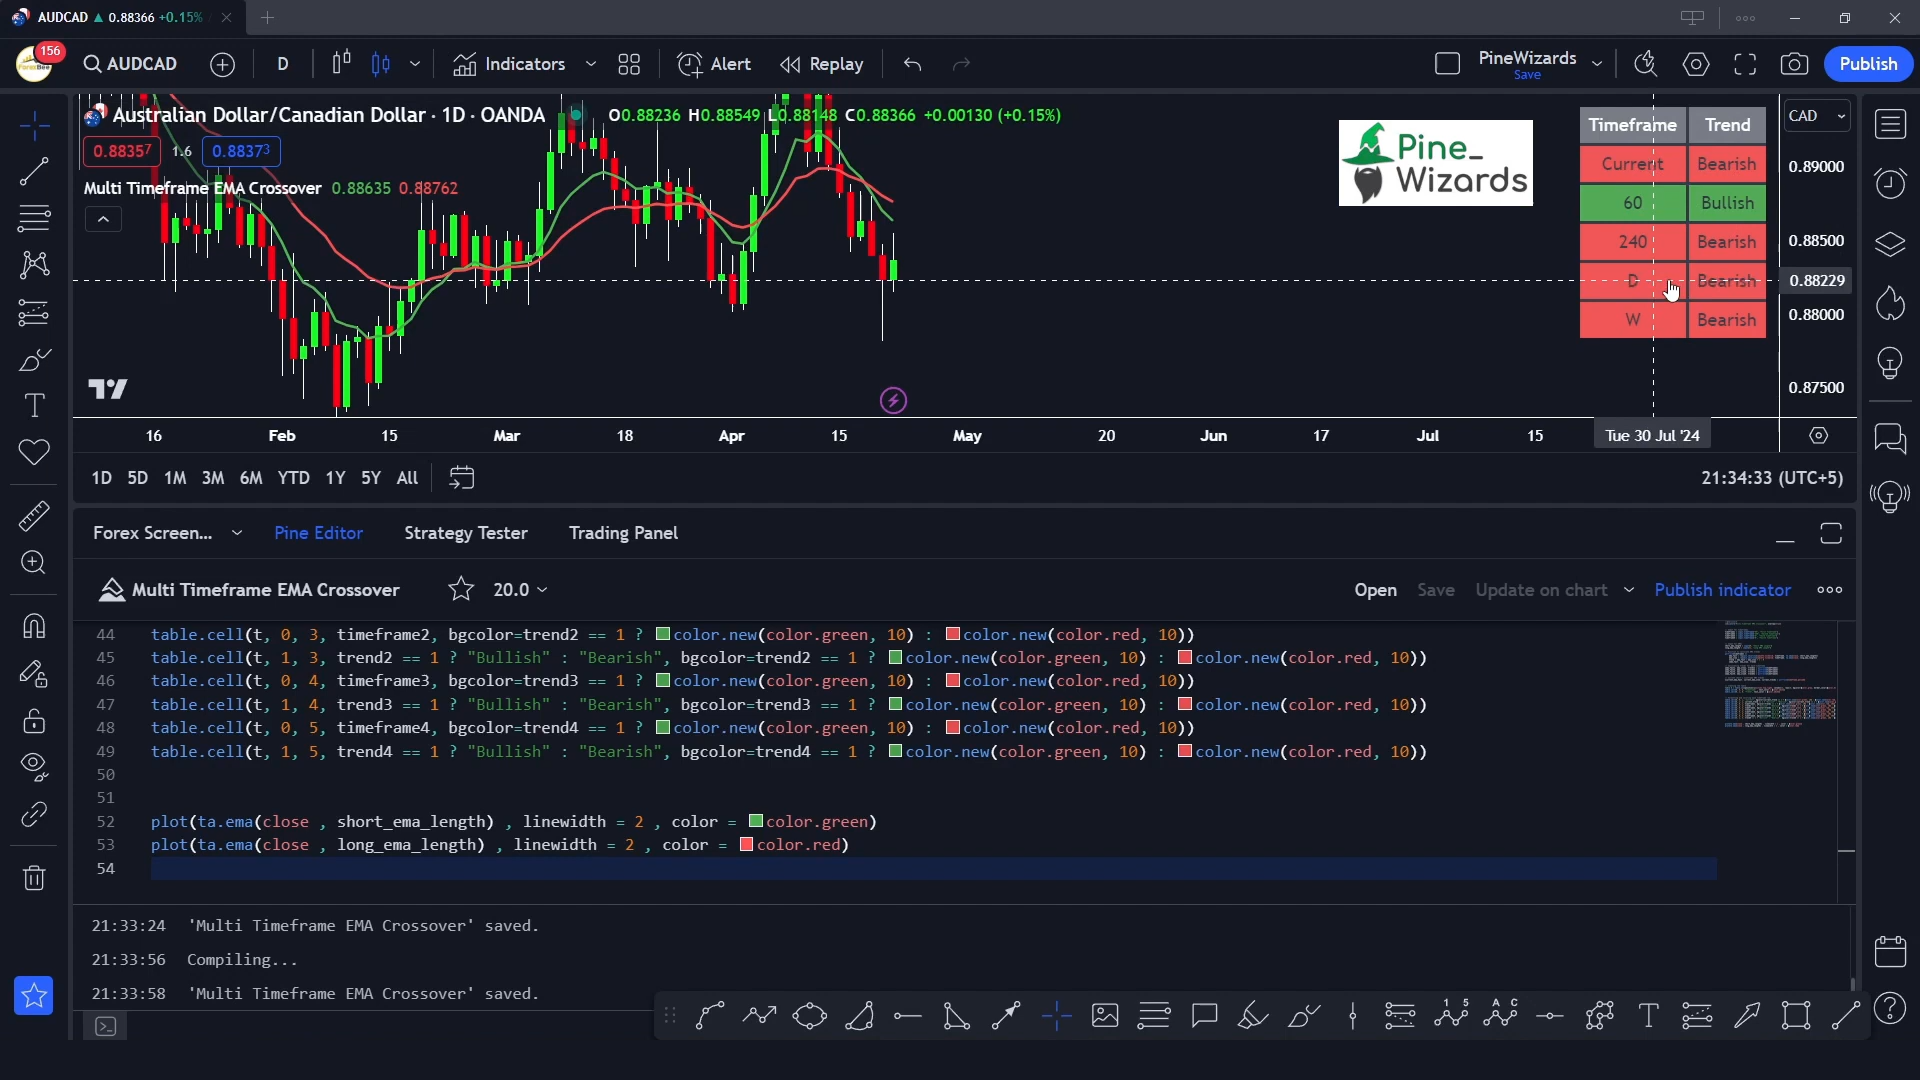 AUDCAD ▲ 0.88366 +0.15%
156
AUDCAD
D
Indicators
Alert
Replay
PineWizards
Save
Publish
Australian Dollar/Canadian Dollar · 1D · OANDA
O0.88236 H0.88549 L0.88148 C0.88366 +0.00130 (+0.15%)
0.88357 1.6 0.88373
Multi Timeframe EMA Crossover 0.88635 0.88762
Pine_
Wizards
Timeframe Trend
Current Bearish
60 Bullish
240 Bearish
D Bearish
W Bearish
CAD
0.89000
0.88500
0.88229
0.88000
0.87500
16 Feb 15 Mar 18 Apr 15 May 20 Jun 17 Jul 15 Tue 30 Jul '24
1D 5D 1M 3M 6M YTD 1Y 5Y All
21:34:33 (UTC+5)
Forex Screen... Pine Editor Strategy Tester Trading Panel
Multi Timeframe EMA Crossover 20.0
Open Save Update on chart Publish indicator
44 table.cell(t, 0, 3, timeframe2, bgcolor=trend2 == 1 ? color.new(color.green, 10) : color.new(color.red, 10))
45 table.cell(t, 1, 3, trend2 == 1 ? "Bullish" : "Bearish", bgcolor=trend2 == 1 ? color.new(color.green, 10) : color.new(color.red, 10))
46 table.cell(t, 0, 4, timeframe3, bgcolor=trend3 == 1 ? color.new(color.green, 10) : color.new(color.red, 10))
47 table.cell(t, 1, 4, trend3 == 1 ? "Bullish" : "Bearish", bgcolor=trend3 == 1 ? color.new(color.green, 10) : color.new(color.red, 10))
48 table.cell(t, 0, 5, timeframe4, bgcolor=trend4 == 1 ? color.new(color.green, 10) : color.new(color.red, 10))
49 table.cell(t, 1, 5, trend4 == 1 ? "Bullish" : "Bearish", bgcolor=trend4 == 1 ? color.new(color.green, 10) : color.new(color.red, 10))
50
51
52 plot(ta.ema(close , short_ema_length) , linewidth = 2 , color = color.green)
53 plot(ta.ema(close , long_ema_length) , linewidth = 2 , color = color.red)
54
21:33:24 'Multi Timeframe EMA Crossover' saved.
21:33:56 Compiling...
21:33:58 'Multi Timeframe EMA Crossover' saved.